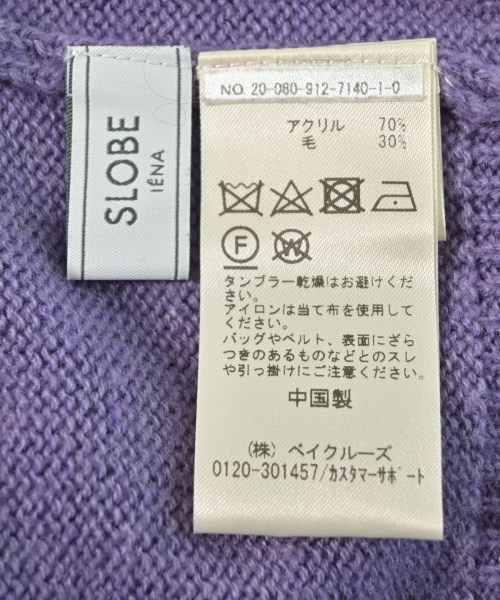 SLOBE
IÉNA
NO. 20-080-912-7140-1-0
アクリル 70%
毛 30%
F
W
タンブラー乾燥はお避けくださ
い。
アイロンは当て布を使用して
ください。
バッグやベルト、表面にざら
つきのあるものなどとのスレ
や引っ掛けにご注意ください。
中国製
(株) ベイクルーズ
0120-301457/カスタマーサポート